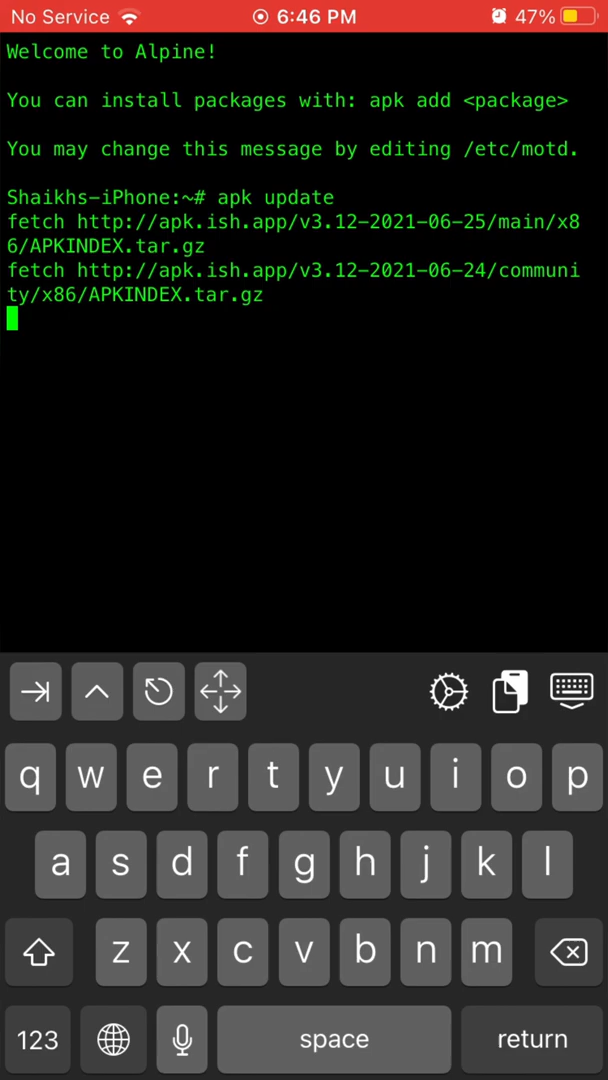 No Service 6:46 PM 47%
Welcome to Alpine!
You can install packages with: apk add <package>
You may change this message by editing /etc/motd.
Shaikhs-iPhone:~# apk update
fetch http://apk.ish.app/v3.12-2021-06-25/main/x8
6/APKINDEX.tar.gz
fetch http://apk.ish.app/v3.12-2021-06-24/communi
ty/x86/APKINDEX.tar.gz
q w e r t y u i o p
a s d f g h j k l
z x c v b n m
123 space return